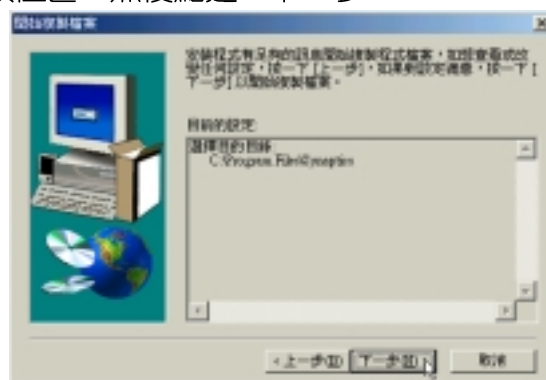 開始複製檔案
安裝程式有足夠的訊息開始複製程式檔案。如想查看或改
變任何設定，按一下 [上一步]。如果對設定滿意，按一下 [
下一步] 以開始複製檔案。
目前的設定:
選擇目的目錄
C:\Program Files\Synaptics
<上一步(B)
下一步(N)>
取消